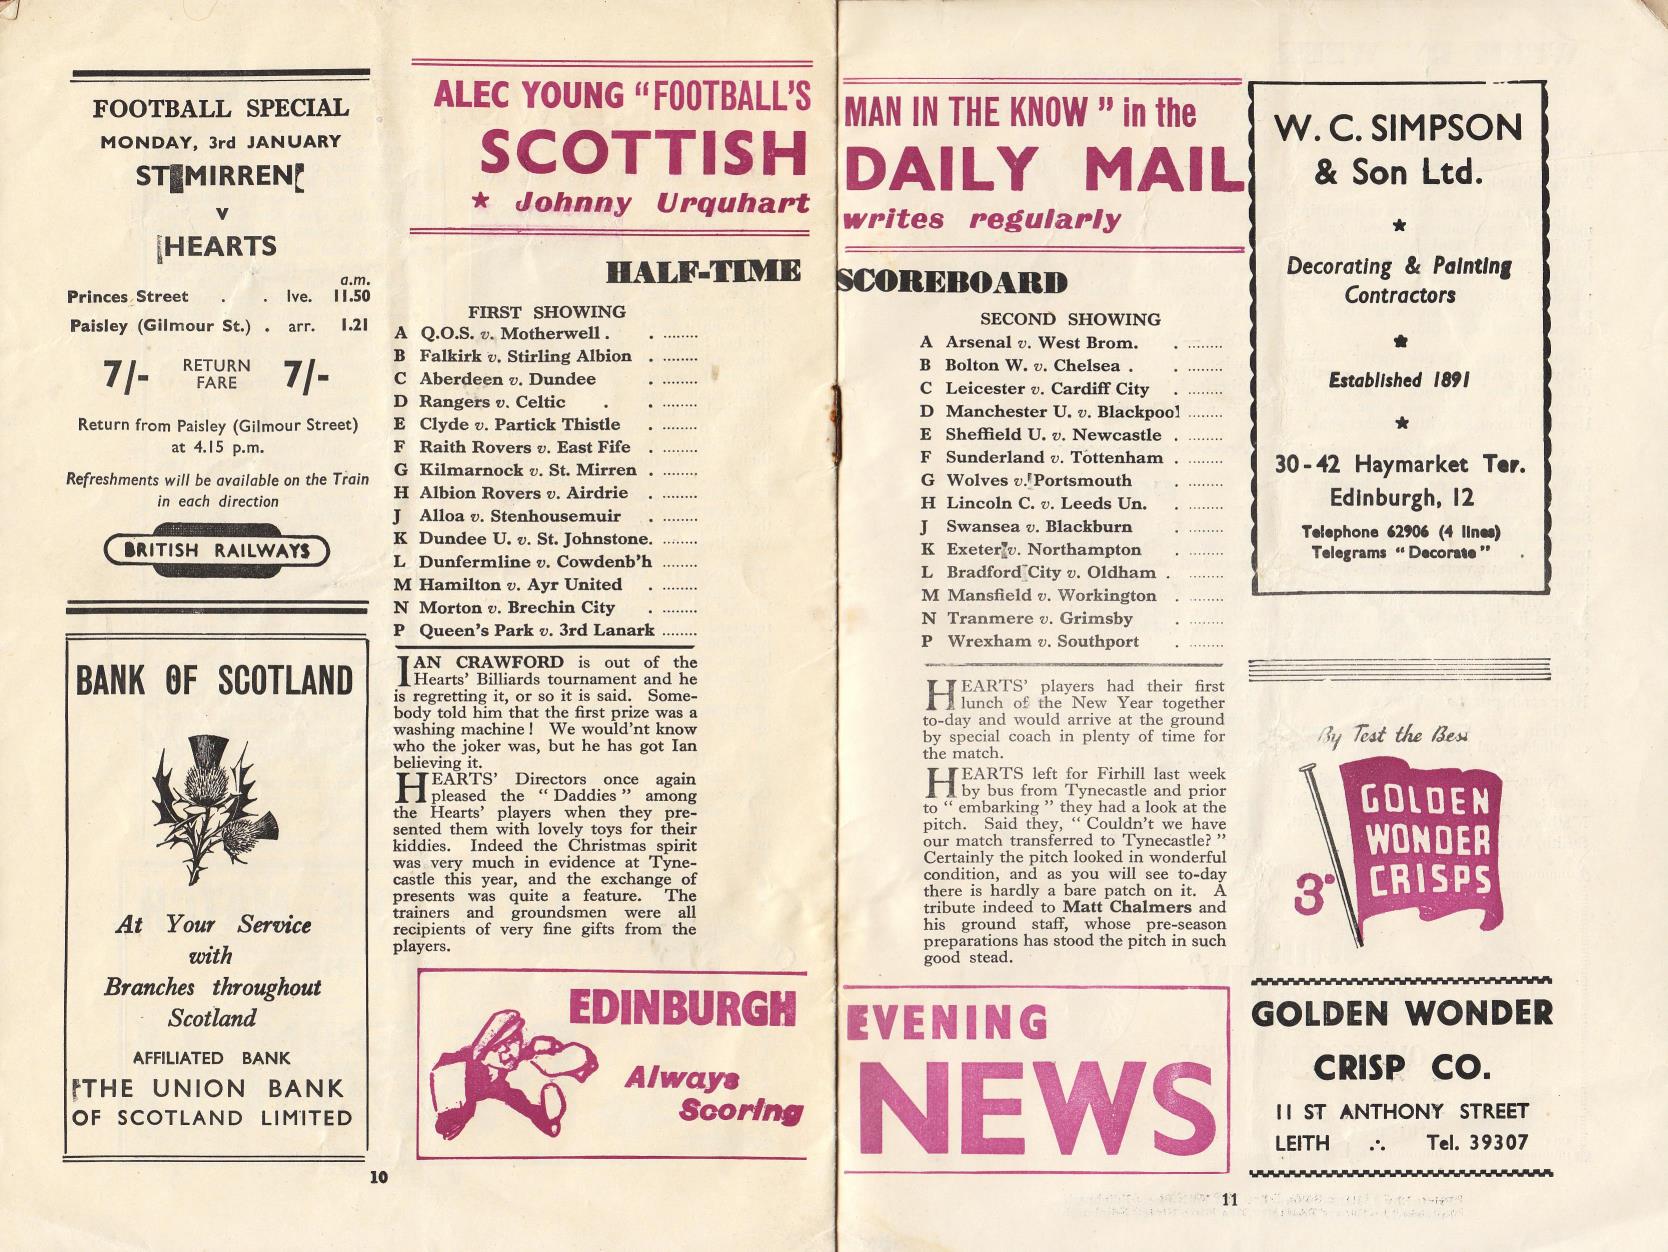 FOOTBALL SPECIAL
MONDAY, 3rd JANUARY
ST MIRREN
v
HEARTS
a.m.
Princes Street . . lve. 11.50
Paisley (Gilmour St.) . arr. 1.21
7/- RETURN FARE 7/-
Return from Paisley (Gilmour Street)
at 4.15 p.m.
Refreshments will be available on the Train
in each direction
BRITISH RAILWAYS
BANK OF SCOTLAND
At Your Service
with
Branches throughout
Scotland
AFFILIATED BANK
THE UNION BANK
OF SCOTLAND LIMITED
10
ALEC YOUNG "FOOTBALL'S MAN IN THE KNOW" in the
SCOTTISH DAILY MAIL
★ Johnny Urquhart writes regularly
HALF-TIME SCOREBOARD
FIRST SHOWING
A Q.O.S. v. Motherwell . . ........
B Falkirk v. Stirling Albion . ........
C Aberdeen v. Dundee . ........
D Rangers v. Celtic . . ........
E Clyde v. Partick Thistle . ........
F Raith Rovers v. East Fife . ........
G Kilmarnock v. St. Mirren . ........
H Albion Rovers v. Airdrie . ........
J Alloa v. Stenhousemuir . ........
K Dundee U. v. St. Johnstone. ........
L Dunfermline v. Cowdenb'h ........
M Hamilton v. Ayr United . ........
N Morton v. Brechin City . ........
P Queen's Park v. 3rd Lanark ........
IAN CRAWFORD is out of the
Hearts' Billiards tournament and he
is regretting it, or so it is said. Some-
body told him that the first prize was a
washing machine! We would'nt know
who the joker was, but he has got Ian
believing it.
HEARTS' Directors once again
pleased the "Daddies" among
the Hearts' players when they pre-
sented them with lovely toys for their
kiddies. Indeed the Christmas spirit
was very much in evidence at Tyne-
castle this year, and the exchange of
presents was quite a feature. The
trainers and groundsmen were all
recipients of very fine gifts from the
players.
SECOND SHOWING
A Arsenal v. West Brom. . ........
B Bolton W. v. Chelsea . . ........
C Leicester v. Cardiff City . ........
D Manchester U. v. Blackpool ........
E Sheffield U. v. Newcastle . ........
F Sunderland v. Tottenham . ........
G Wolves v. Portsmouth . ........
H Lincoln C. v. Leeds Un. . ........
J Swansea v. Blackburn . ........
K Exeter v. Northampton . ........
L Bradford City v. Oldham . ........
M Mansfield v. Workington . ........
N Tranmere v. Grimsby . ........
P Wrexham v. Southport . ........
HEARTS' players had their first
lunch of the New Year together
to-day and would arrive at the ground
by special coach in plenty of time for
the match.
HEARTS left for Firhill last week
by bus from Tynecastle and prior
to "embarking" they had a look at the
pitch. Said they, "Couldn't we have
our match transferred to Tynecastle?"
Certainly the pitch looked in wonderful
condition, and as you will see to-day
there is hardly a bare patch on it. A
tribute indeed to Matt Chalmers and
his ground staff, whose pre-season
preparations has stood the pitch in such
good stead.
EDINBURGH EVENING
NEWS
Always
Scoring
W. C. SIMPSON
& Son Ltd.
★
Decorating & Painting
Contractors
★
Established 1891
★
30-42 Haymarket Ter.
Edinburgh, 12
Telephone 62906 (4 lines)
Telegrams "Decorate"
By Test the Best
GOLDEN
WONDER
CRISPS
3D
GOLDEN WONDER
CRISP CO.
11 ST ANTHONY STREET
LEITH ∴ Tel. 39307
11